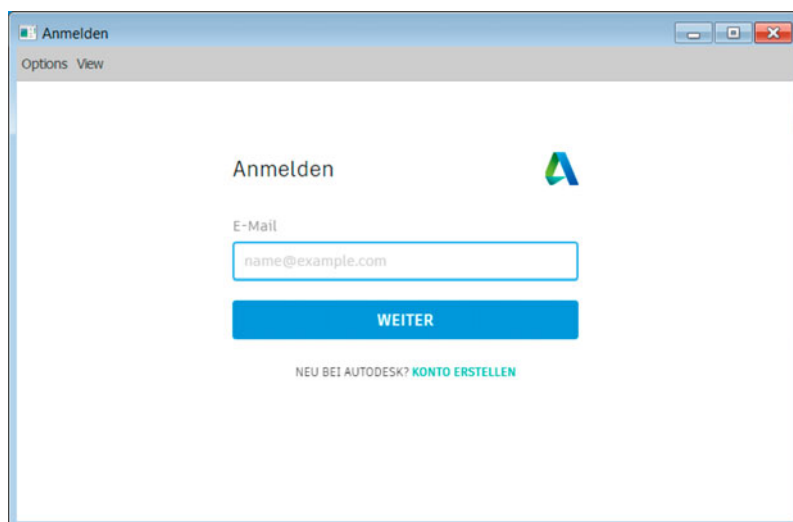 Anmelden
Options View
Anmelden
E-Mail
name@example.com
WEITER
NEU BEI AUTODESK? KONTO ERSTELLEN